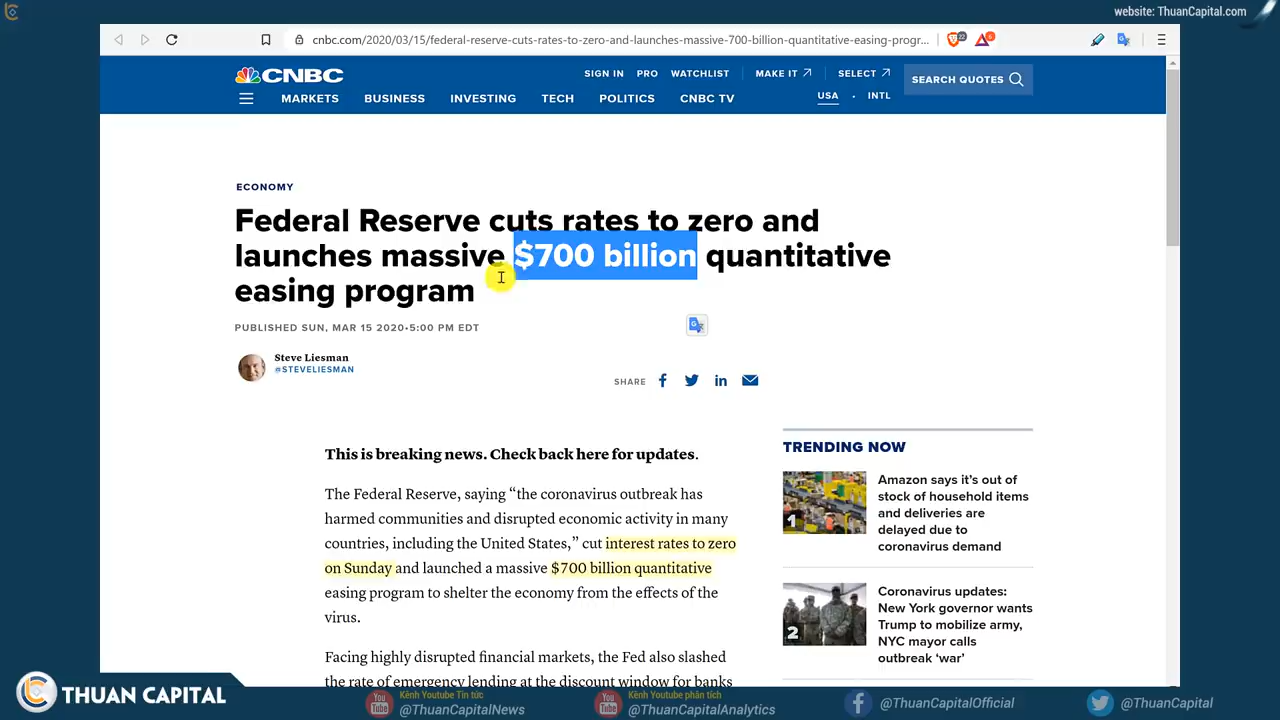 website: ThuanCapital.com
cnbc.com/2020/03/15/federal-reserve-cuts-rates-to-zero-and-launches-massive-700-billion-quantitative-easing-progr...
22
6
CNBC
SIGN IN PRO WATCHLIST MAKE IT SELECT
SEARCH QUOTES
USA · INTL
MARKETS BUSINESS INVESTING TECH POLITICS CNBC TV
ECONOMY
Federal Reserve cuts rates to zero and
launches massive $700 billion quantitative
easing program
PUBLISHED SUN, MAR 15 2020•5:00 PM EDT
Steve Liesman
@STEVELIESMAN
SHARE
This is breaking news. Check back here for updates.
The Federal Reserve, saying “the coronavirus outbreak has
harmed communities and disrupted economic activity in many
countries, including the United States,” cut interest rates to zero
on Sunday and launched a massive $700 billion quantitative
easing program to shelter the economy from the effects of the
virus.
Facing highly disrupted financial markets, the Fed also slashed
the rate of emergency lending at the discount window for banks
TRENDING NOW
1
Amazon says it’s out of
stock of household items
and deliveries are
delayed due to
coronavirus demand
2
Coronavirus updates:
New York governor wants
Trump to mobilize army,
NYC mayor calls
outbreak ‘war’
THUAN CAPITAL
Kênh Youtube Tin tức
@ThuanCapitalNews
Kênh Youtube phân tích
@ThuanCapitalAnalytics
@ThuanCapitalOfficial
@ThuanCapital